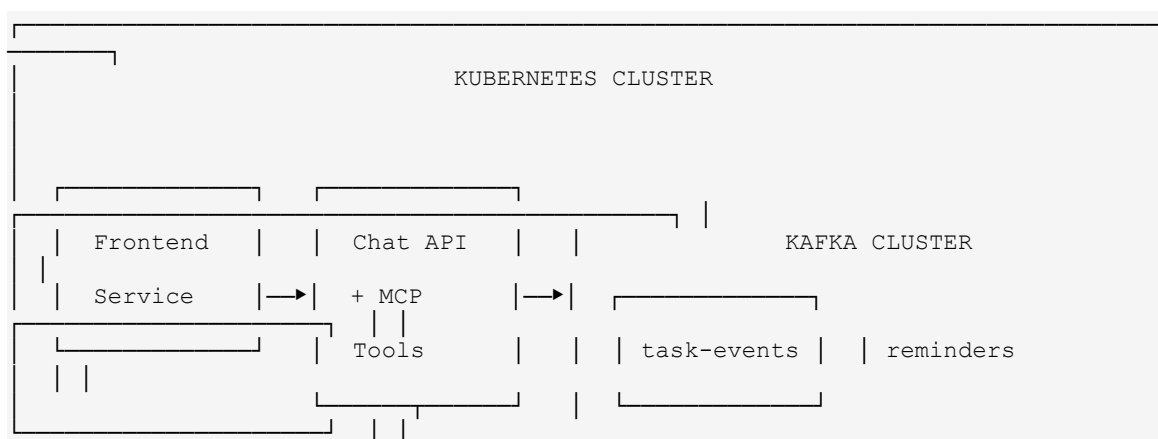 KUBERNETES CLUSTER
Frontend Chat API KAFKA CLUSTER
Service + MCP
Tools task-events reminders